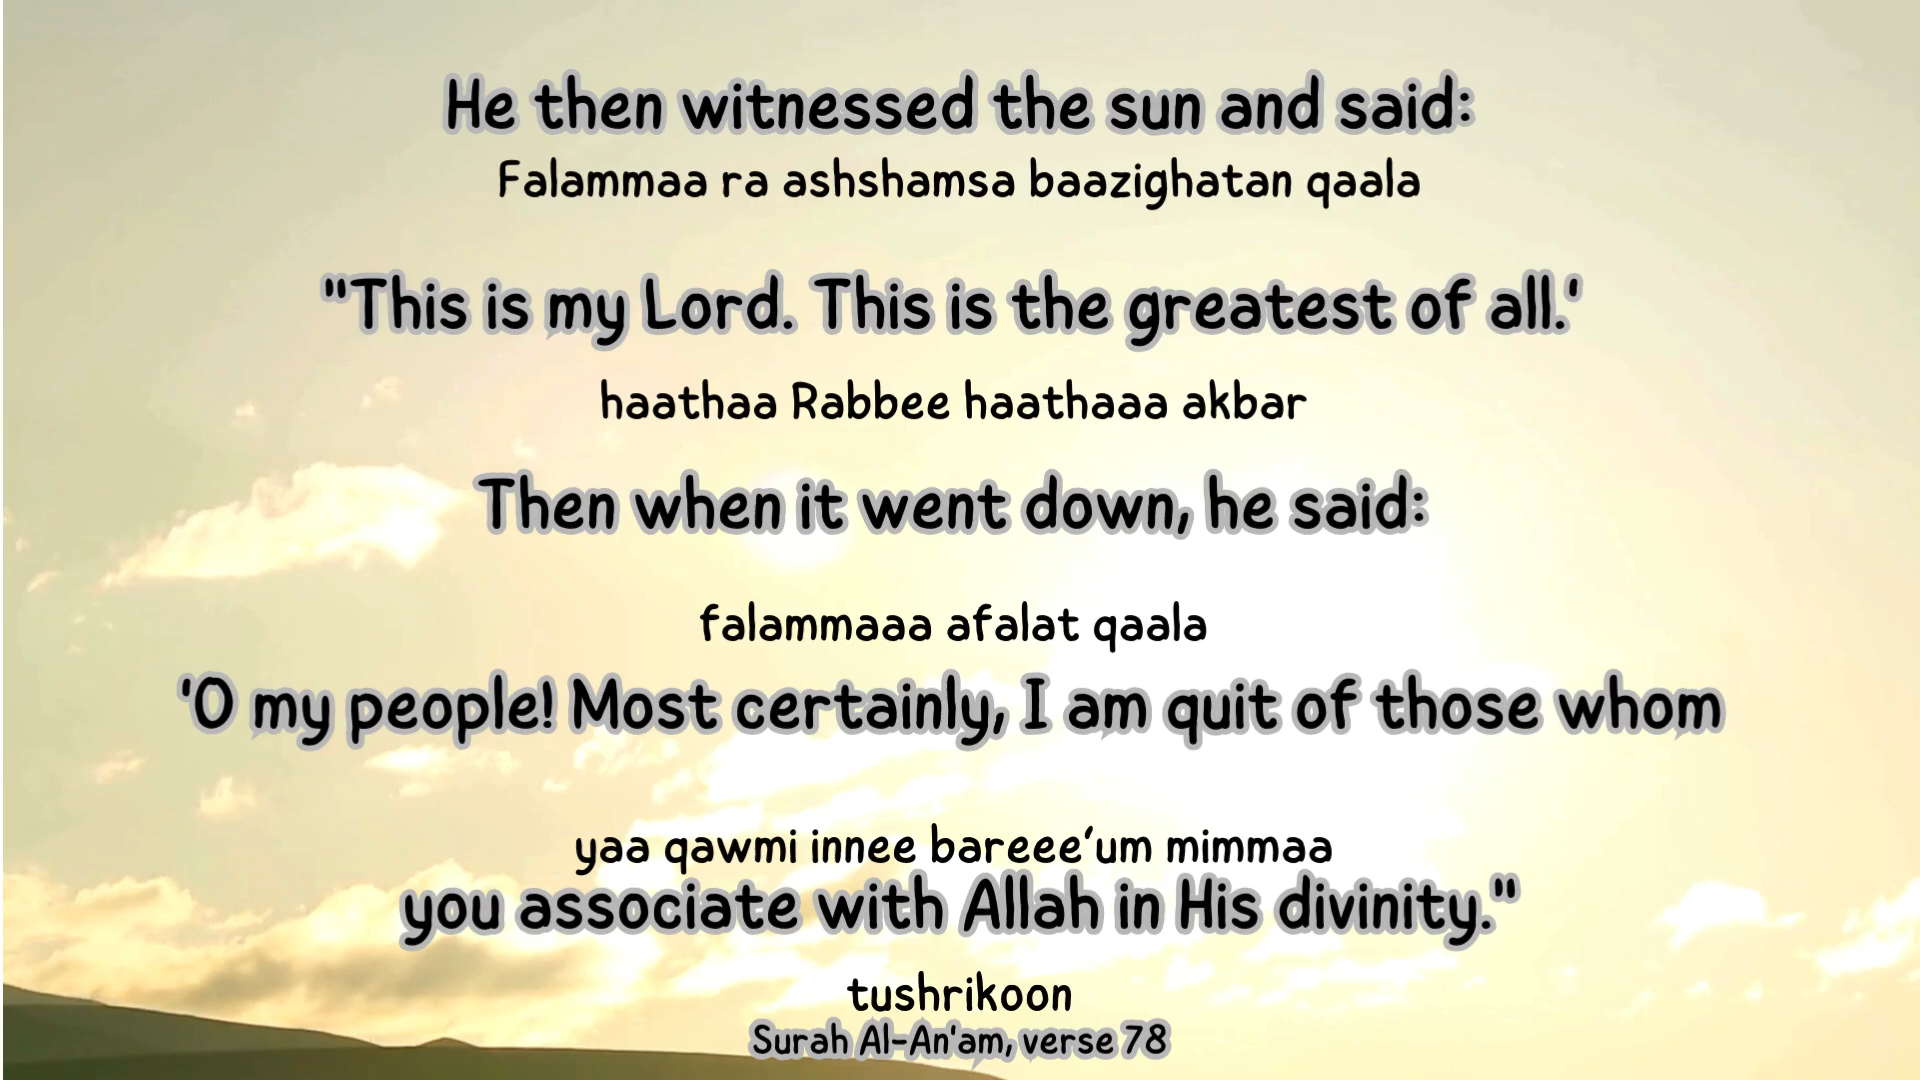 He then witnessed the sun and said:
Falammaa ra ashshamsa baazighatan qaala
"This is my Lord. This is the greatest of all.'
haathaa Rabbee haathaaa akbar
Then when it went down, he said:
falammaaa afalat qaala
'O my people! Most certainly, I am quit of those whom
yaa qawmi innee bareee’um mimmaa
you associate with Allah in His divinity."
tushrikoon
Surah Al-An'am, verse 78